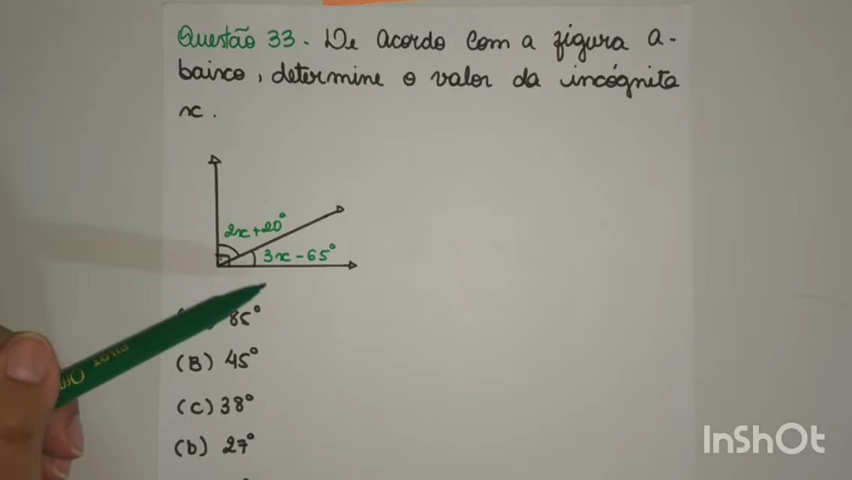 Questão 33. De acordo com a figura a-
baixo, determine o valor da incógnita
x.
2x+20°
3x-65°
85°
(B) 45°
(C) 38°
(D) 27°
InShOt